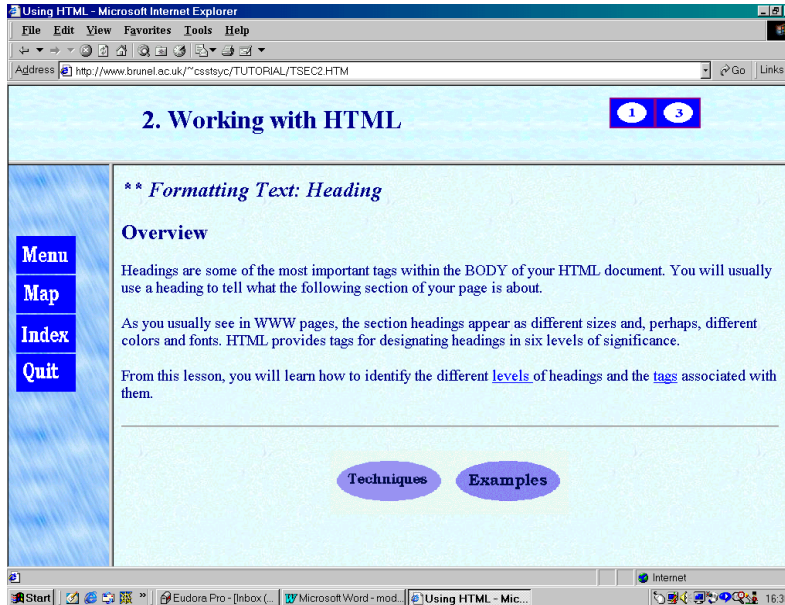 Using HTML - Microsoft Internet Explorer
File Edit View Favorites Tools Help
Address http://www.brunel.ac.uk/~csstsyc/TUTORIAL/TSEC2.HTM Go Links
2. Working with HTML
1 3
Menu
Map
Index
Quit
** Formatting Text: Heading
Overview
Headings are some of the most important tags within the BODY of your HTML document. You will usually
use a heading to tell what the following section of your page is about.
As you usually see in WWW pages, the section headings appear as different sizes and, perhaps, different
colors and fonts. HTML provides tags for designating headings in six levels of significance.
From this lesson, you will learn how to identify the different levels of headings and the tags associated with
them.
Techniques Examples
Internet
Start » Eudora Pro - [Inbox (... Microsoft Word - mod... Using HTML - Mic... 16:3